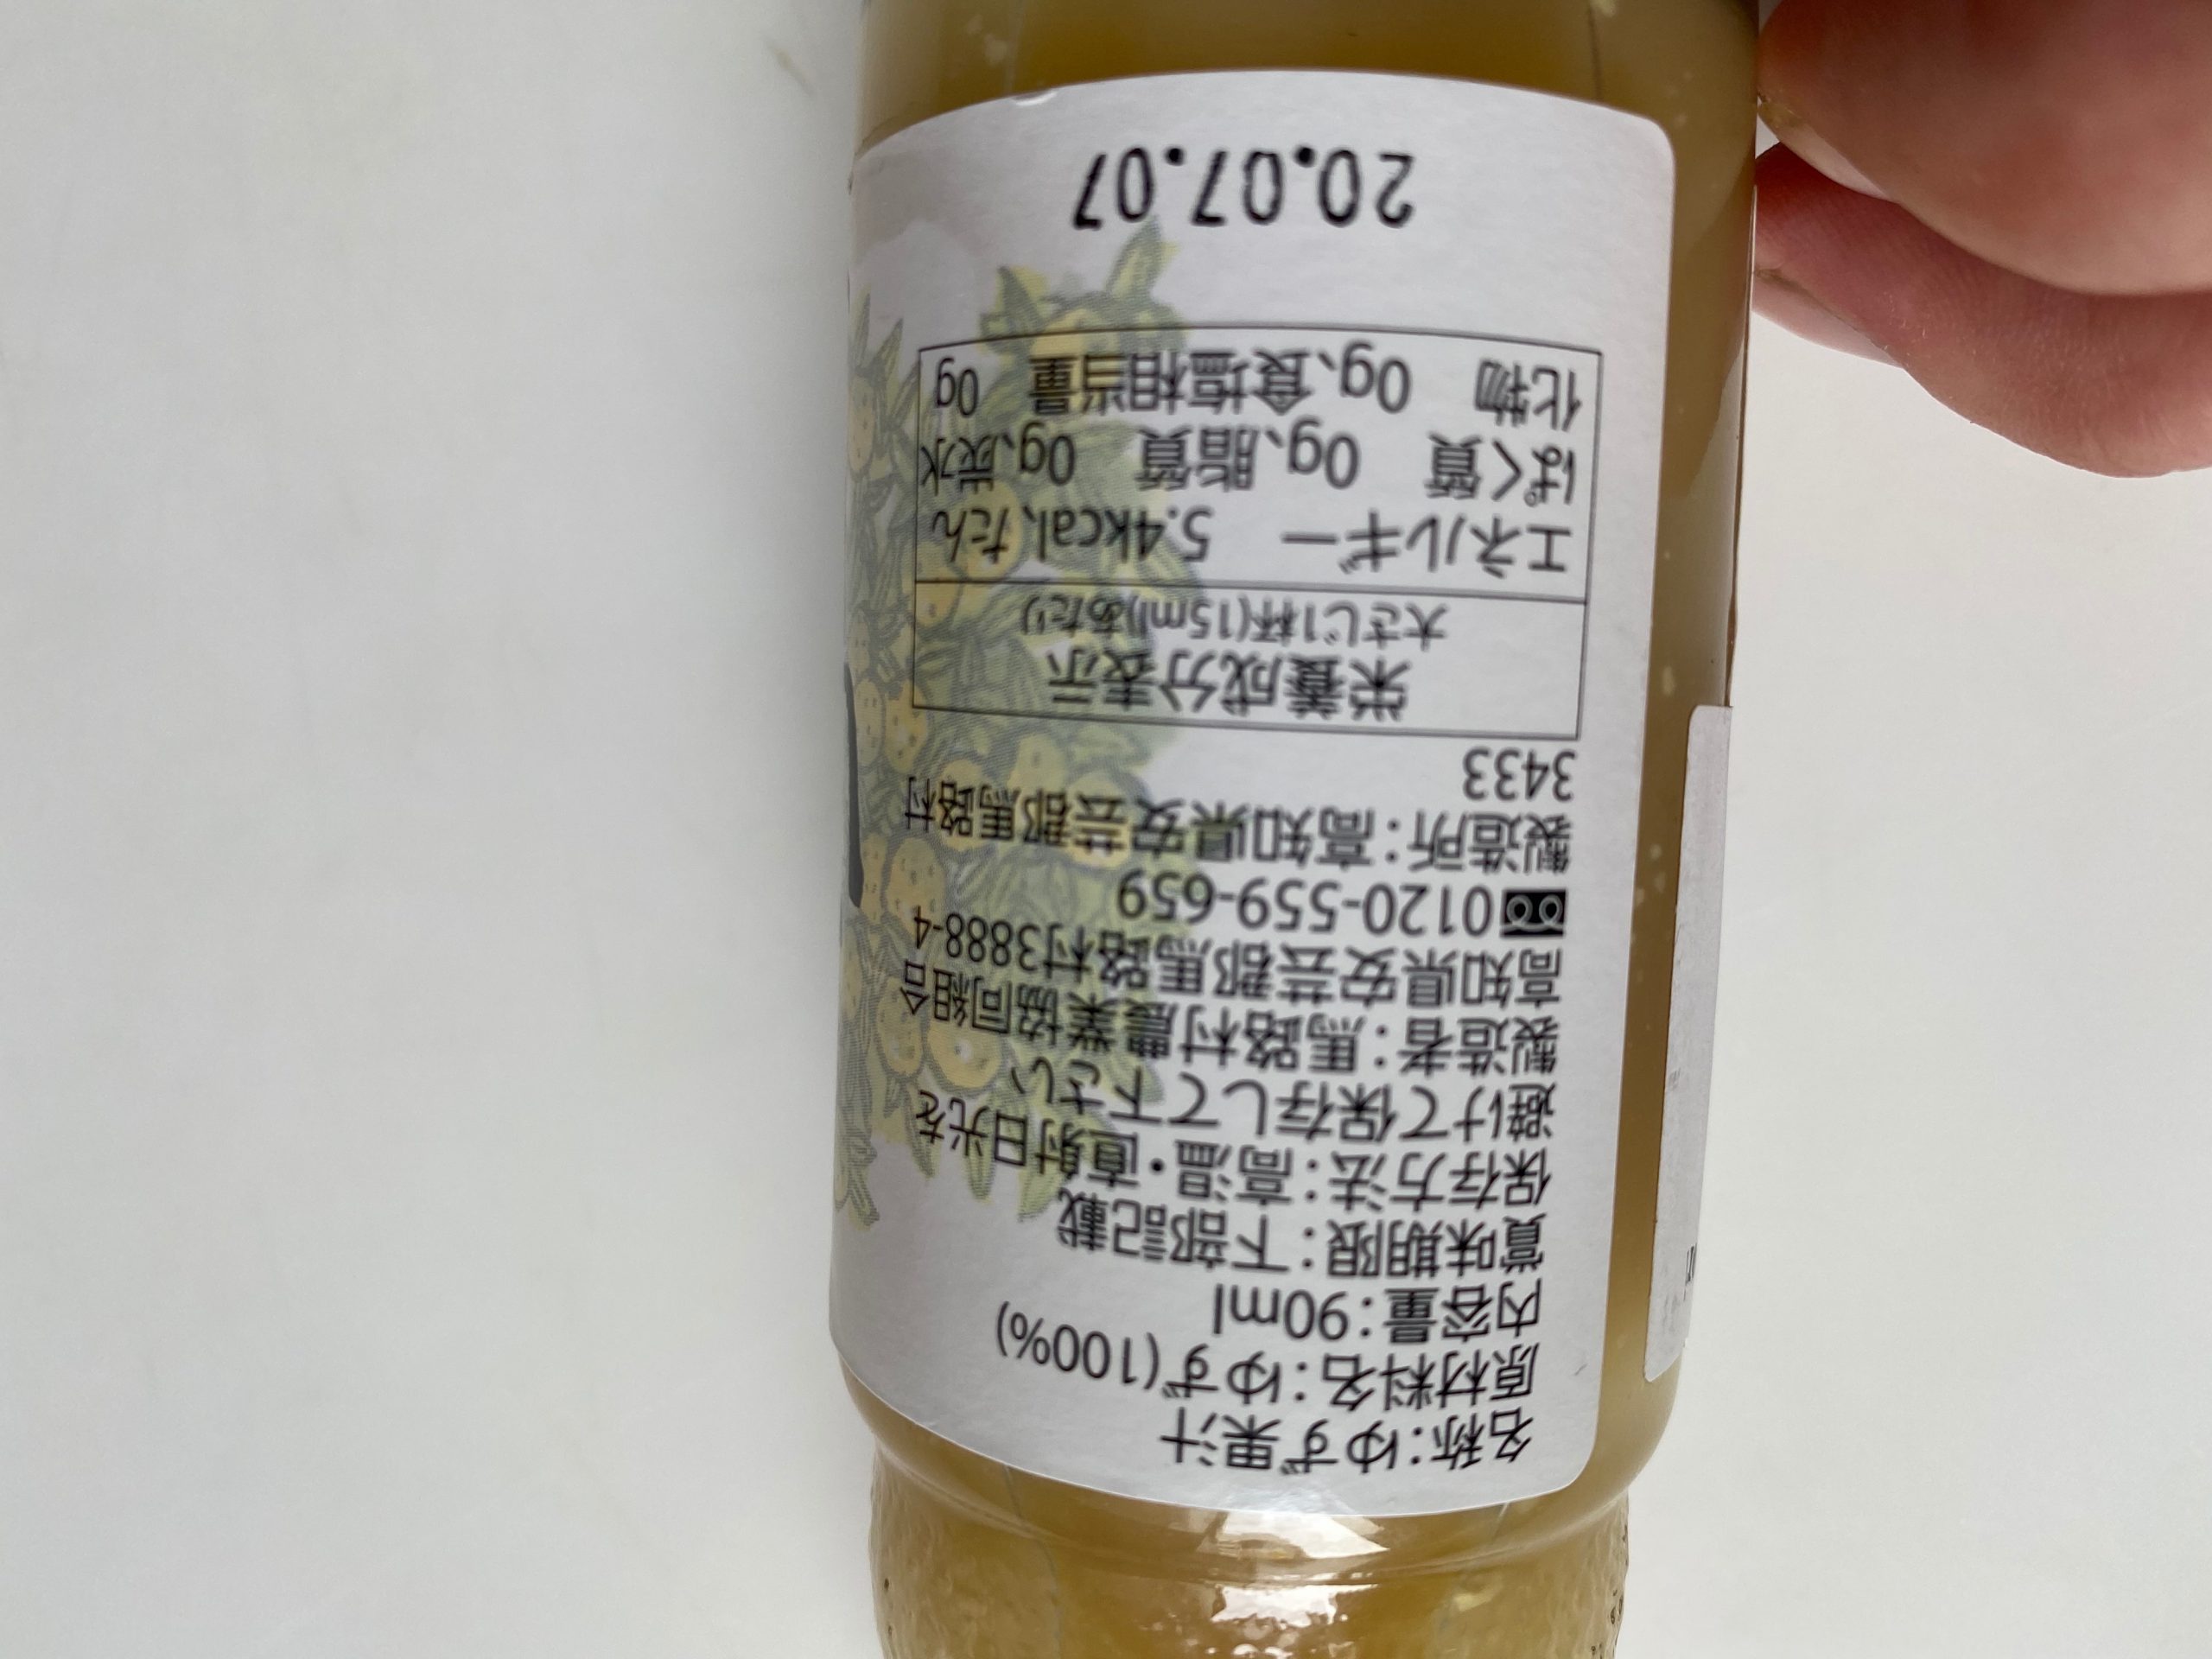 名称:ゆず果汁
原材料名:ゆず(100%)
内容量:90ml
賞味期限:下部記載
保存方法:高温・直射日光を
避けて保存して下さい
製造者:馬路村農業協同組合
高知県安芸郡馬路村3888-4
0120-559-659
製造所:高知県安芸郡馬路村
3433
栄養成分表示
大さじ1杯(15ml)あたり
エネルギー 5.4kcal、たん
ぱく質 0g、脂質 0g、炭水
化物 0g、食塩相当量 0g
20.07.07